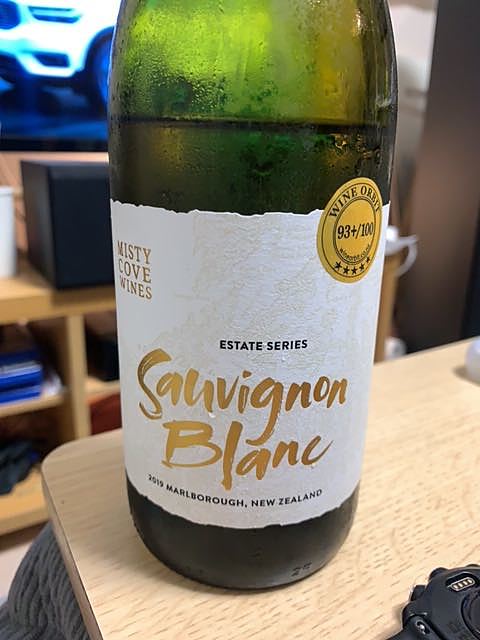 WINE ORBIT
93+/100
MISTY
COVE
WINES
ESTATE SERIES
Sauvignon
Blanc
2019 MARLBOROUGH, NEW ZEALAND